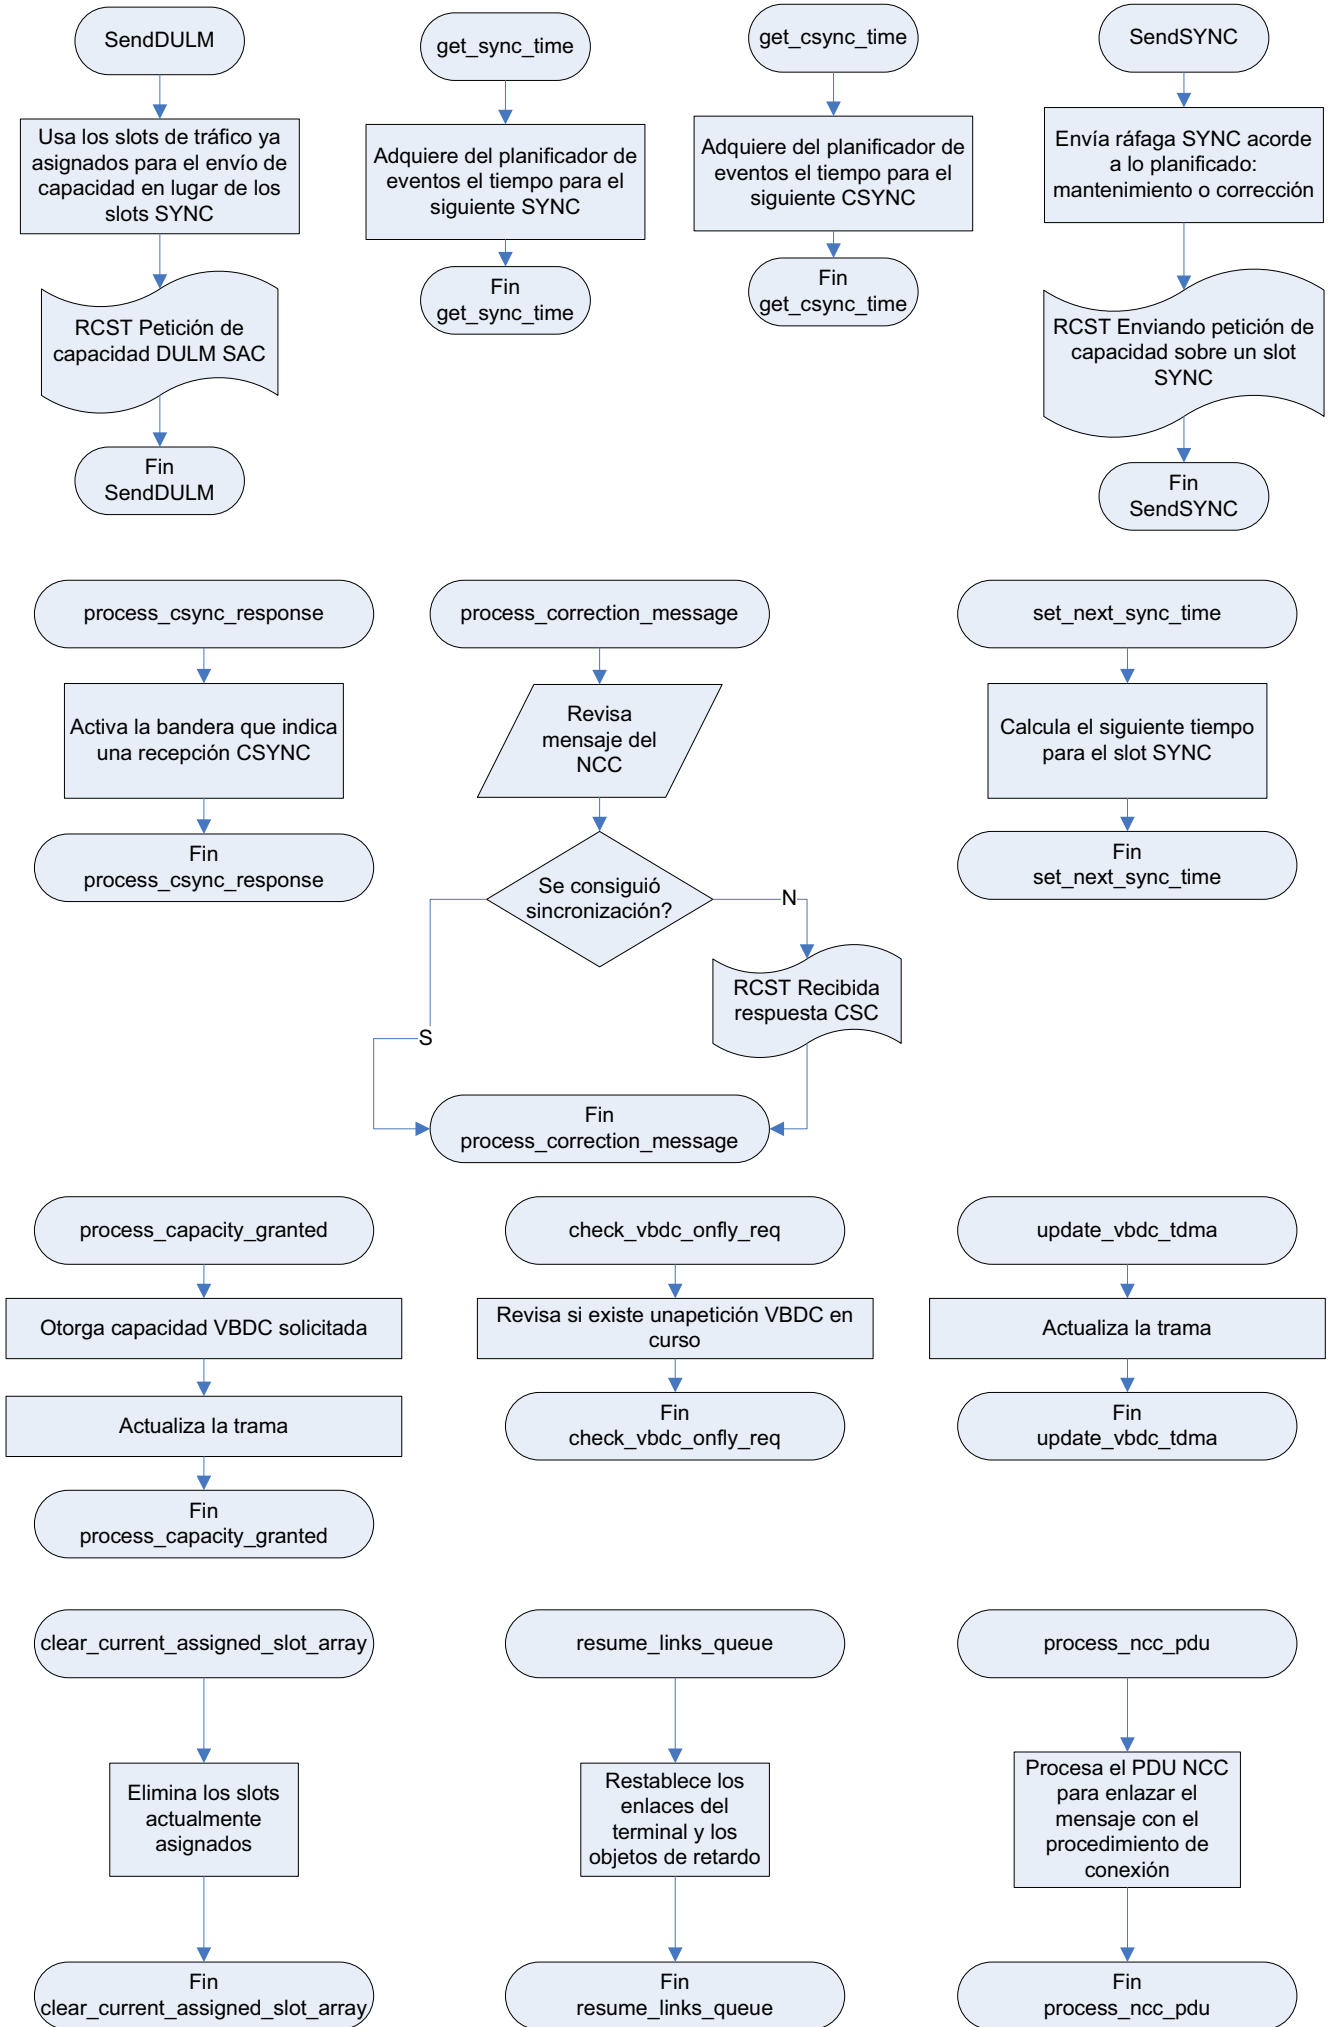 SendDULM
Usa los slots de tráfico ya
asignados para el envío de
capacidad en lugar de los
slots SYNC
RCST Petición de
capacidad DULM SAC
Fin
SendDULM
get_sync_time
Adquiere del planificador de
eventos el tiempo para el
siguiente SYNC
Fin
get_sync_time
get_csync_time
Adquiere del planificador de
eventos el tiempo para el
siguiente CSYNC
Fin
get_csync_time
SendSYNC
Envía ráfaga SYNC acorde
a lo planificado:
mantenimiento o corrección
RCST Enviando petición de
capacidad sobre un slot
SYNC
Fin
SendSYNC
process_csync_response
Activa la bandera que indica
una recepción CSYNC
Fin
process_csync_response
process_correction_message
Revisa
mensaje del
NCC
Se consiguió
sincronización?
N
RCST Recibida
respuesta CSC
S
Fin
process_correction_message
set_next_sync_time
Calcula el siguiente tiempo
para el slot SYNC
Fin
set_next_sync_time
process_capacity_granted
Otorga capacidad VBDC solicitada
Actualiza la trama
Fin
process_capacity_granted
check_vbdc_onfly_req
Revisa si existe unapetición VBDC en
curso
Fin
check_vbdc_onfly_req
update_vbdc_tdma
Actualiza la trama
Fin
update_vbdc_tdma
clear_current_assigned_slot_array
Elimina los slots
actualmente
asignados
Fin
clear_current_assigned_slot_array
resume_links_queue
Restablece los
enlaces del
terminal y los
objetos de retardo
Fin
resume_links_queue
process_ncc_pdu
Procesa el PDU NCC
para enlazar el
mensaje con el
procedimiento de
conexión
Fin
process_ncc_pdu